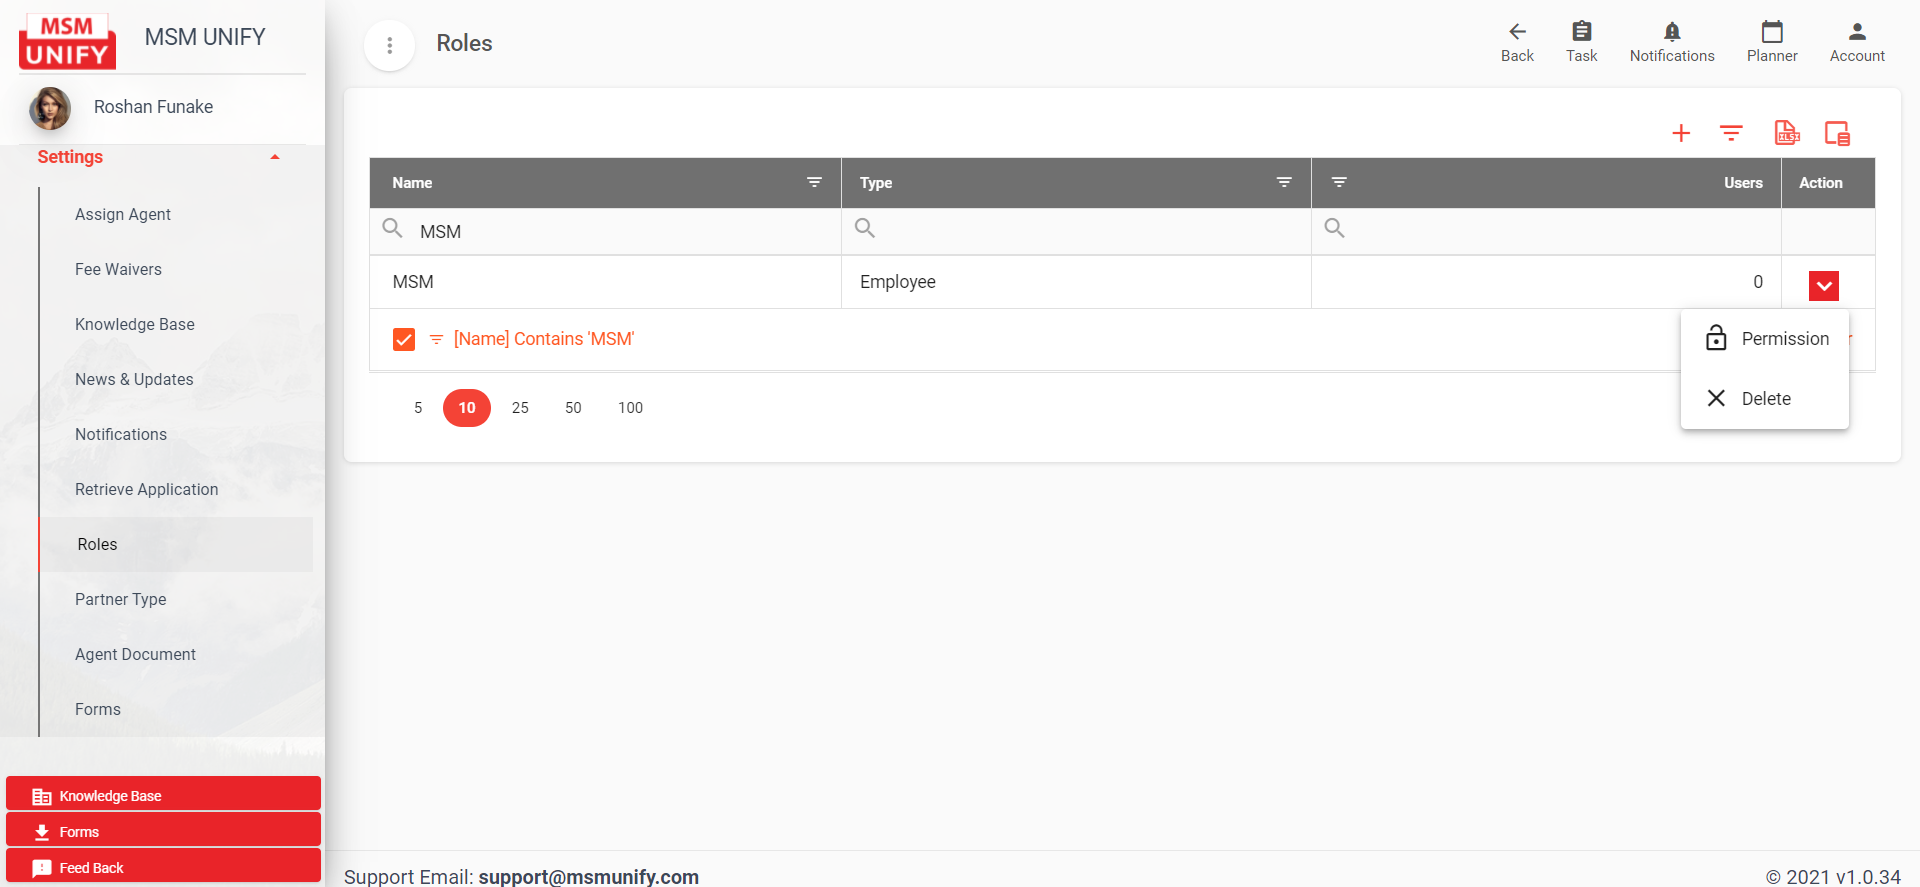 MSM
UNIFY
MSM UNIFY
Roshan Funake
Settings
Assign Agent
Fee Waivers
Knowledge Base
News & Updates
Notifications
Retrieve Application
Roles
Partner Type
Agent Document
Forms
Knowledge Base
Forms
Feed Back
Roles
Back
Task
Notifications
Planner
Account
Name
Type
Users
Action
MSM
MSM
Employee
0
[Name] Contains 'MSM'
Permission
Delete
5
10
25
50
100
Support Email: support@msmunify.com
© 2021 v1.0.34